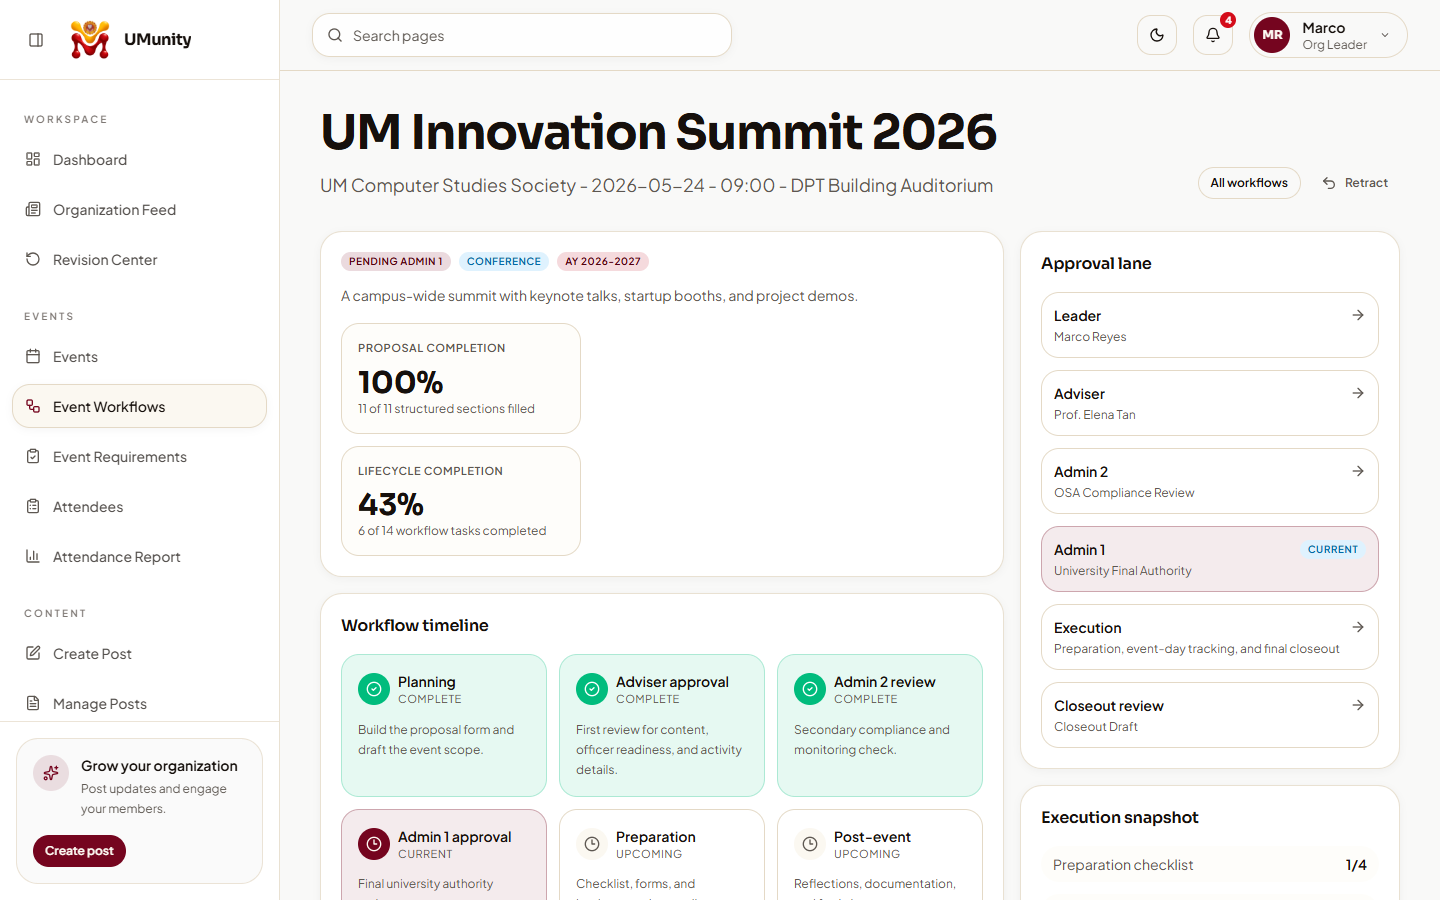 UMunity
Search pages
4
MR
Marco
Org Leader
WORKSPACE
Dashboard
Organization Feed
Revision Center
EVENTS
Events
Event Workflows
Event Requirements
Attendees
Attendance Report
CONTENT
Create Post
Manage Posts
Grow your organization
Post updates and engage
your members.
Create post
UM Innovation Summit 2026
UM Computer Studies Society - 2026-05-24 - 09:00 - DPT Building Auditorium
All workflows
Retract
PENDING ADMIN 1
CONFERENCE
AY 2026-2027
A campus-wide summit with keynote talks, startup booths, and project demos.
PROPOSAL COMPLETION
100%
11 of 11 structured sections filled
LIFECYCLE COMPLETION
43%
6 of 14 workflow tasks completed
Workflow timeline
Planning
COMPLETE
Build the proposal form and
draft the event scope.
Adviser approval
COMPLETE
First review for content,
officer readiness, and activity
details.
Admin 2 review
COMPLETE
Secondary compliance and
monitoring check.
Admin 1 approval
CURRENT
Final university authority
Preparation
UPCOMING
Checklist, forms, and
Post-event
UPCOMING
Reflections, documentation,
Approval lane
Leader
Marco Reyes
Adviser
Prof. Elena Tan
Admin 2
OSA Compliance Review
Admin 1
CURRENT
University Final Authority
Execution
Preparation, event-day tracking, and final closeout
Closeout review
Closeout Draft
Execution snapshot
Preparation checklist
1/4